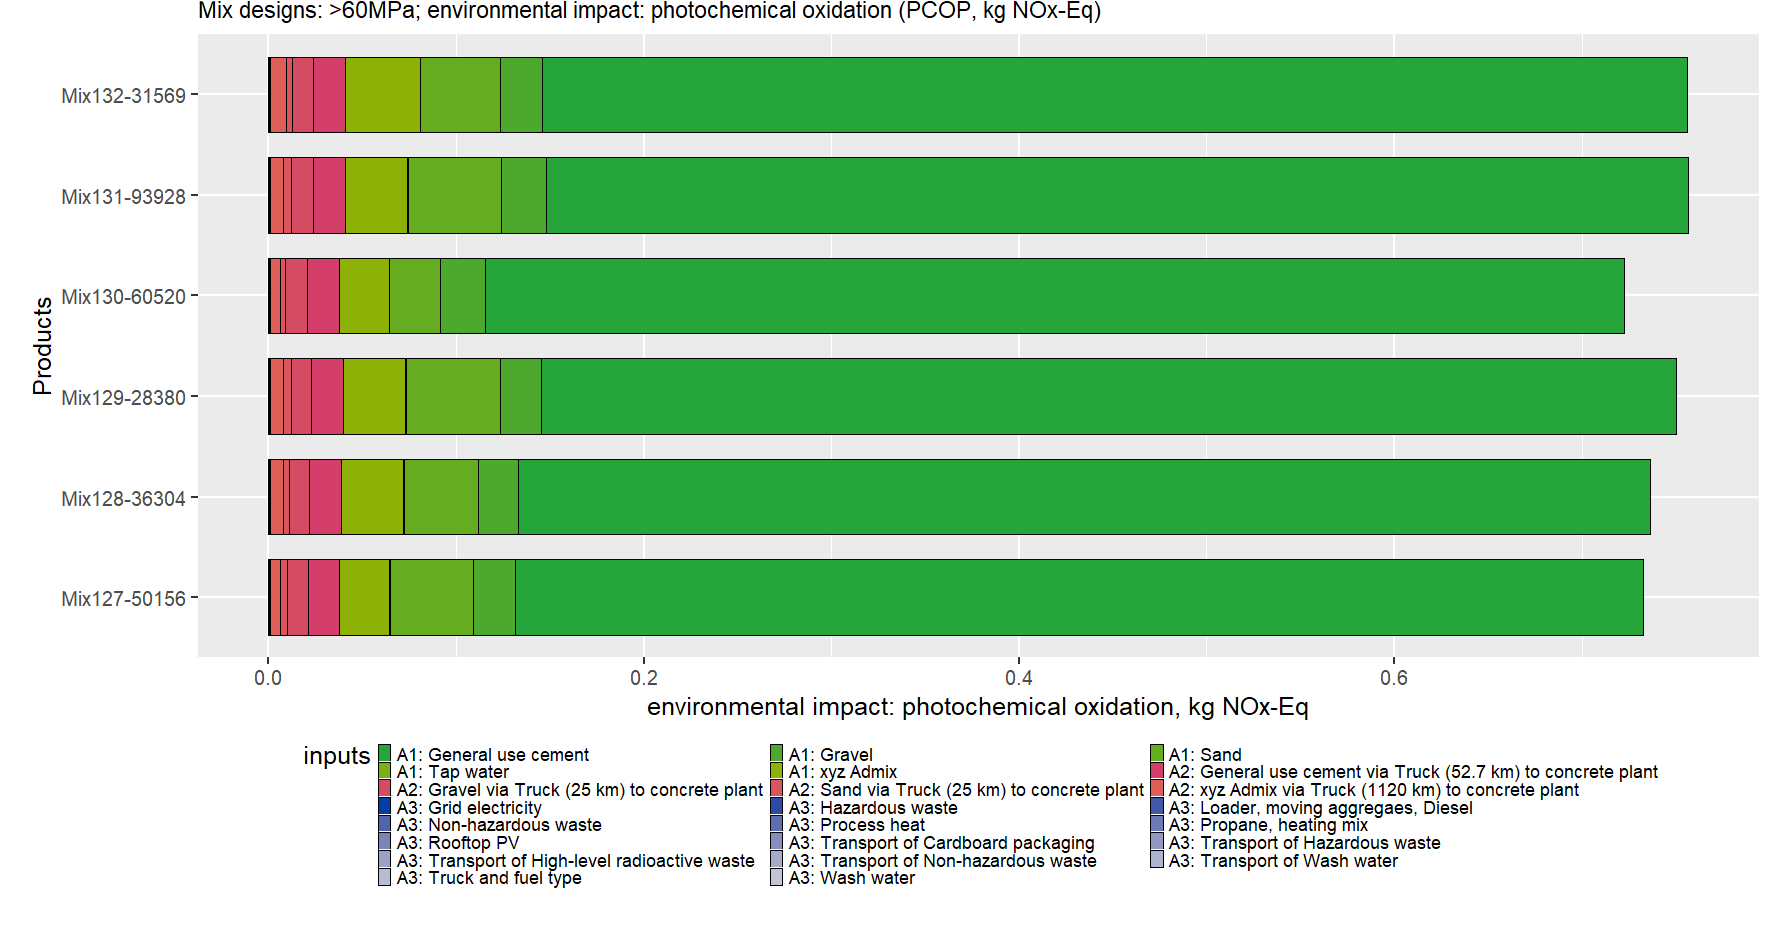 Mix designs: >60MPa; environmental impact: photochemical oxidation (PCOP, kg NOx-Eq)
Products
Mix132-31569
Mix131-93928
Mix130-60520
Mix129-28380
Mix128-36304
Mix127-50156
0.0 0.2 0.4 0.6
environmental impact: photochemical oxidation, kg NOx-Eq
inputs A1: General use cement A1: Gravel A1: Sand
A1: Tap water A1: xyz Admix A2: General use cement via Truck (52.7 km) to concrete plant
A2: Gravel via Truck (25 km) to concrete plant A2: Sand via Truck (25 km) to concrete plant A2: xyz Admix via Truck (1120 km) to concrete plant
A3: Grid electricity A3: Hazardous waste A3: Loader, moving aggregaes, Diesel
A3: Non-hazardous waste A3: Process heat A3: Propane, heating mix
A3: Rooftop PV A3: Transport of Cardboard packaging A3: Transport of Hazardous waste
A3: Transport of High-level radioactive waste A3: Transport of Non-hazardous waste A3: Transport of Wash water
A3: Truck and fuel type A3: Wash water